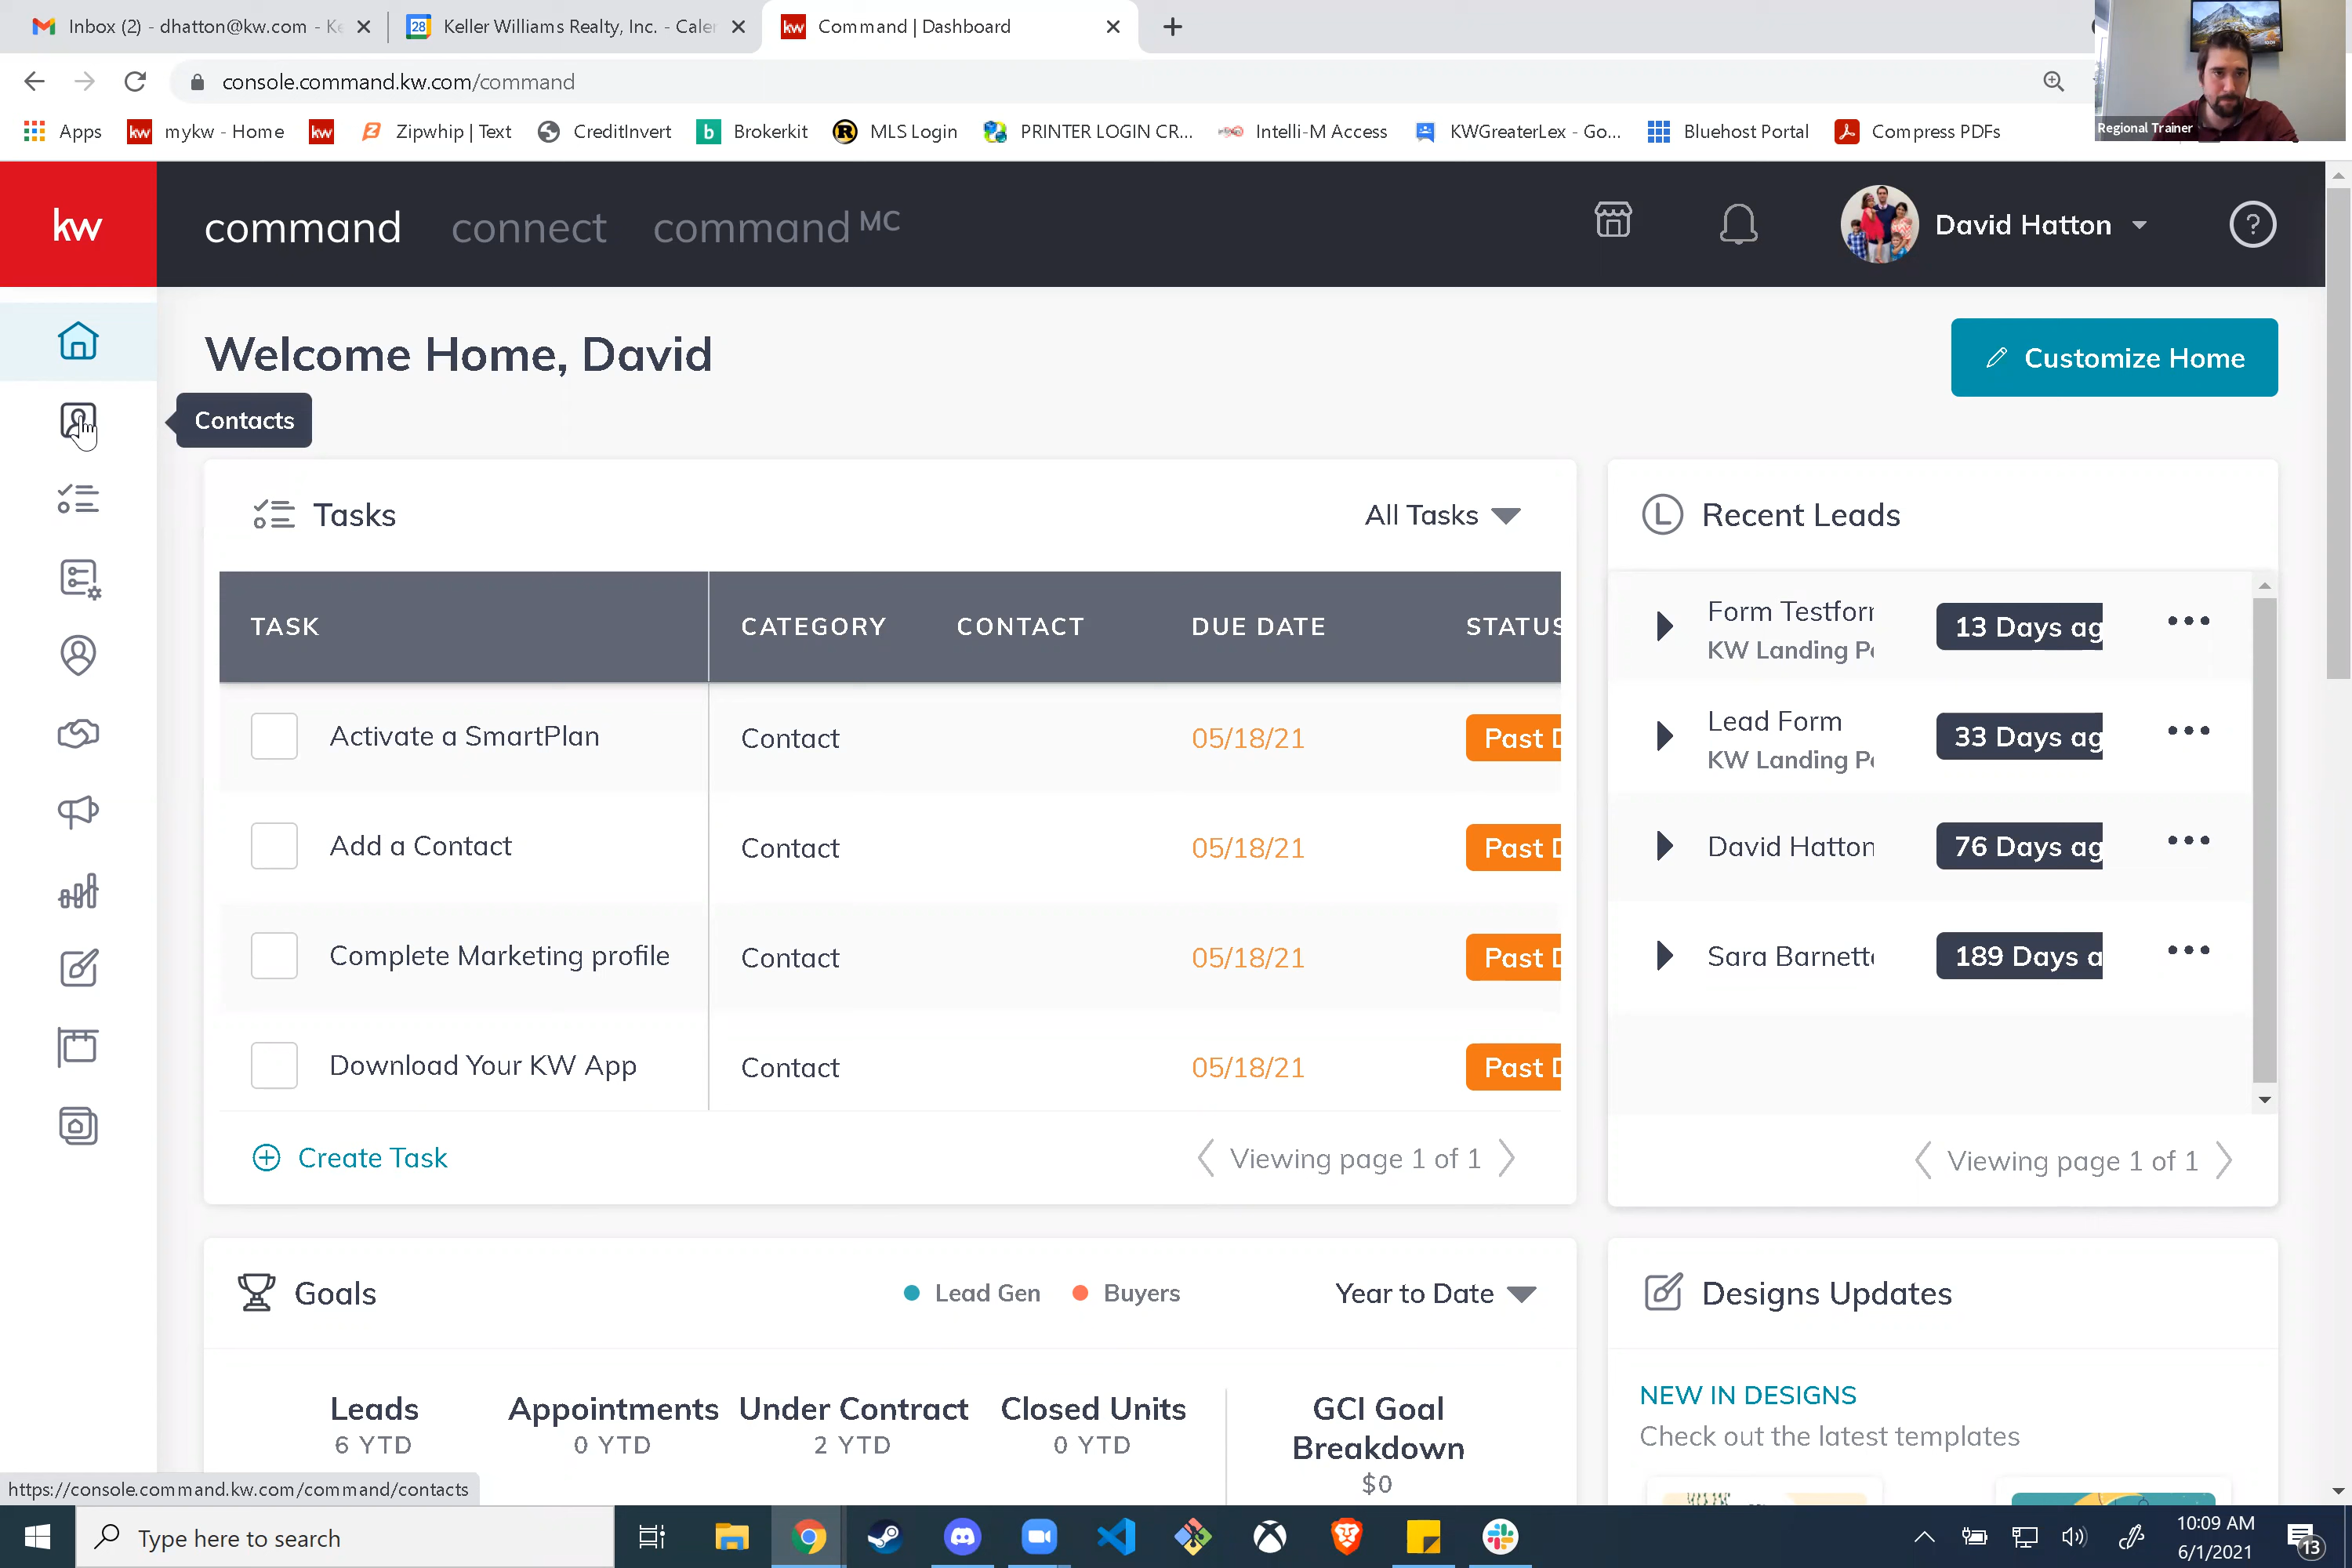 Inbox (2) - dhatton@kw.com - Ke
28
Keller Williams Realty, Inc. - Caler
kw
Command | Dashboard
console.command.kw.com/command
Apps
kw
mykw - Home
kw
Zipwhip | Text
CreditInvert
b
Brokerkit
R
MLS Login
PRINTER LOGIN CR...
Intelli-M Access
KWGreaterLex - Go...
Bluehost Portal
Compress PDFs
Regional Trainer
kw
command
connect
command MC
David Hatton
?
Welcome Home, David
Customize Home
Contacts
Tasks
All Tasks
TASK
CATEGORY
CONTACT
DUE DATE
STATUS
Activate a SmartPlan
Contact
05/18/21
Past D
Add a Contact
Contact
05/18/21
Past D
Complete Marketing profile
Contact
05/18/21
Past D
Download Your KW App
Contact
05/18/21
Past D
Create Task
Viewing page 1 of 1
L
Recent Leads
Form Testforn
KW Landing Pa
13 Days ag
Lead Form
KW Landing Pa
33 Days ag
David Hatton
76 Days ag
Sara Barnette
189 Days a
Viewing page 1 of 1
Goals
Lead Gen
Buyers
Year to Date
Leads
6 YTD
Appointments
0 YTD
Under Contract
2 YTD
Closed Units
0 YTD
GCI Goal
Breakdown
$0
Designs Updates
NEW IN DESIGNS
Check out the latest templates
https://console.command.kw.com/command/contacts
Type here to search
10:09 AM
6/1/2021
13